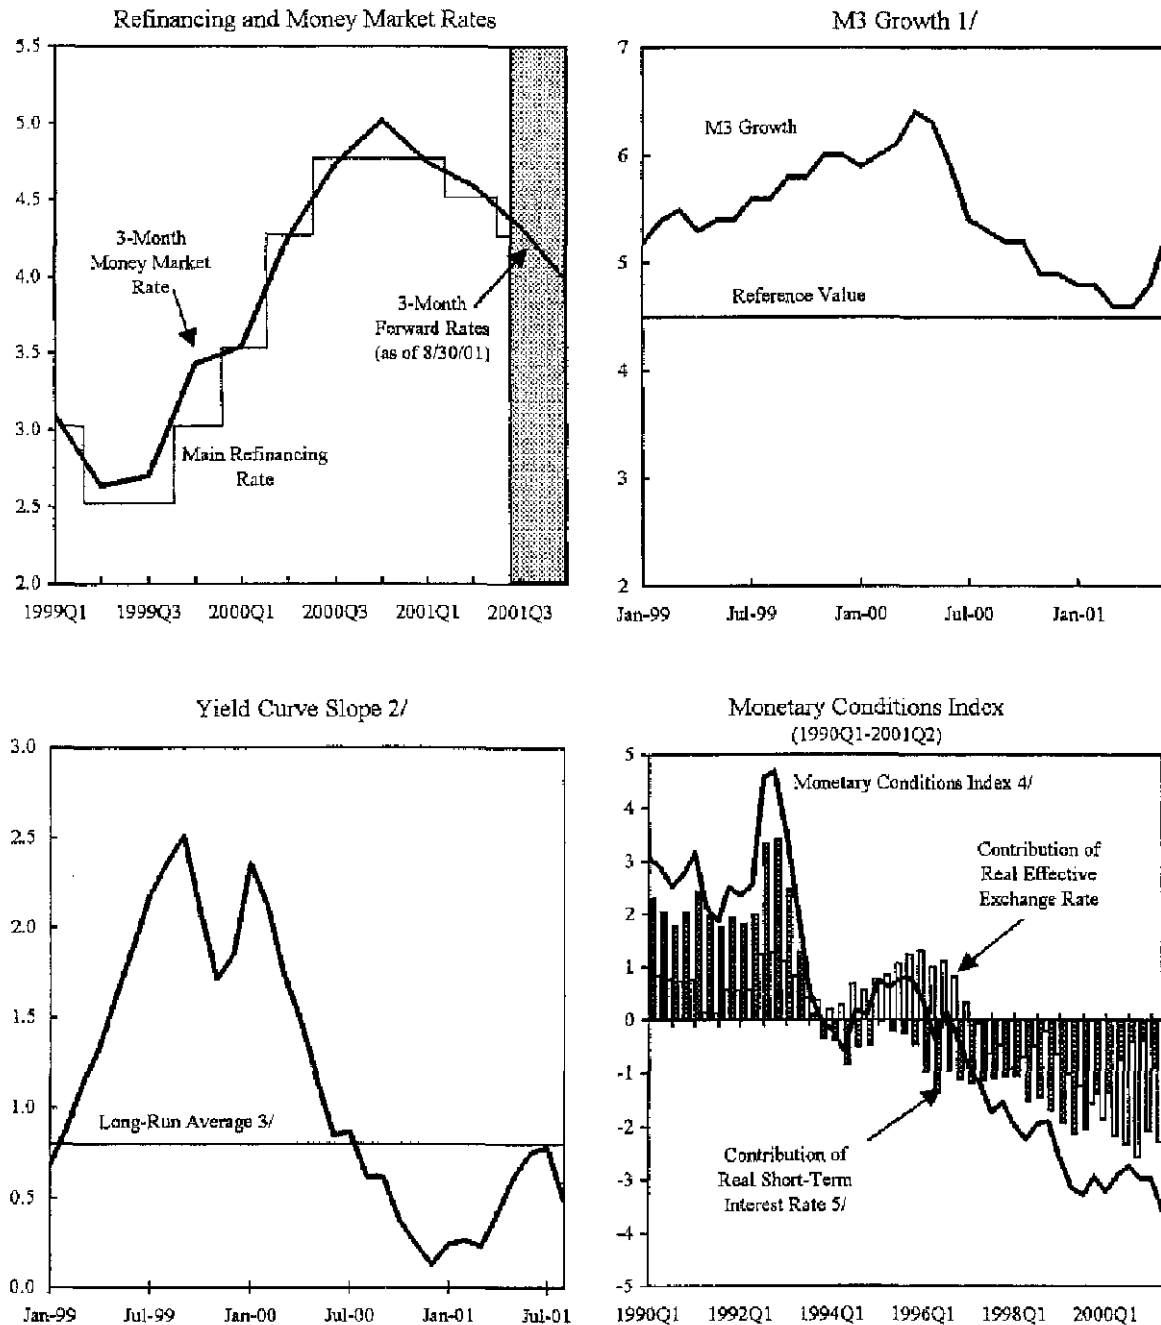 Refinancing and Money Market Rates
5.5
5.0
4.5
4.0
3.5
3.0
2.5
2.0
3-Month
Money Market
Rate
3-Month
Forward Rates
(as of 8/30/01)
Main Refinancing
Rate
1999Q1
1999Q3
2000Q1
2000Q3
2001Q1
2001Q3
M3 Growth 1/
7
6
5
4
3
2
M3 Growth
Reference Value
Jan-99
Jul-99
Jan-00
Jul-00
Jan-01
Yield Curve Slope 2/
3.0
2.5
2.0
1.5
1.0
0.5
0.0
Long-Run Average 3/
Jan-99
Jul-99
Jan-00
Jul-00
Jan-01
Jul-01
Monetary Conditions Index
(1990Q1-2001Q2)
5
4
3
2
1
0
-1
-2
-3
-4
-5
Monetary Conditions Index 4/
Contribution of
Real Effective
Exchange Rate
Contribution of
Real Short-Term
Interest Rate 5/
1990Q1
1992Q1
1994Q1
1996Q1
1998Q1
2000Q1